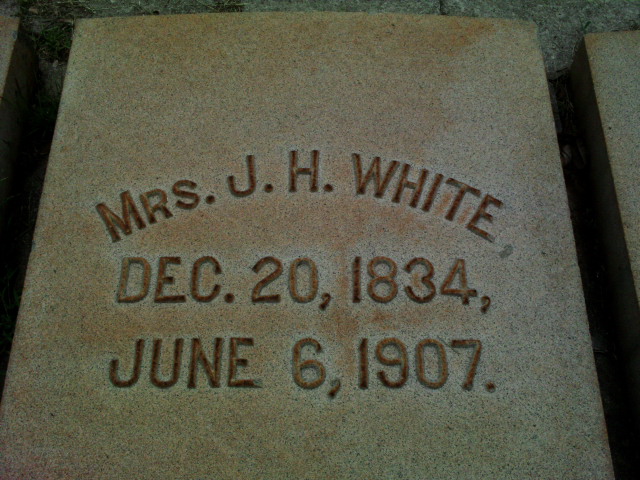 MRS. J. H. WHITE,
DEC. 20, 1834,
JUNE 6, 1907.